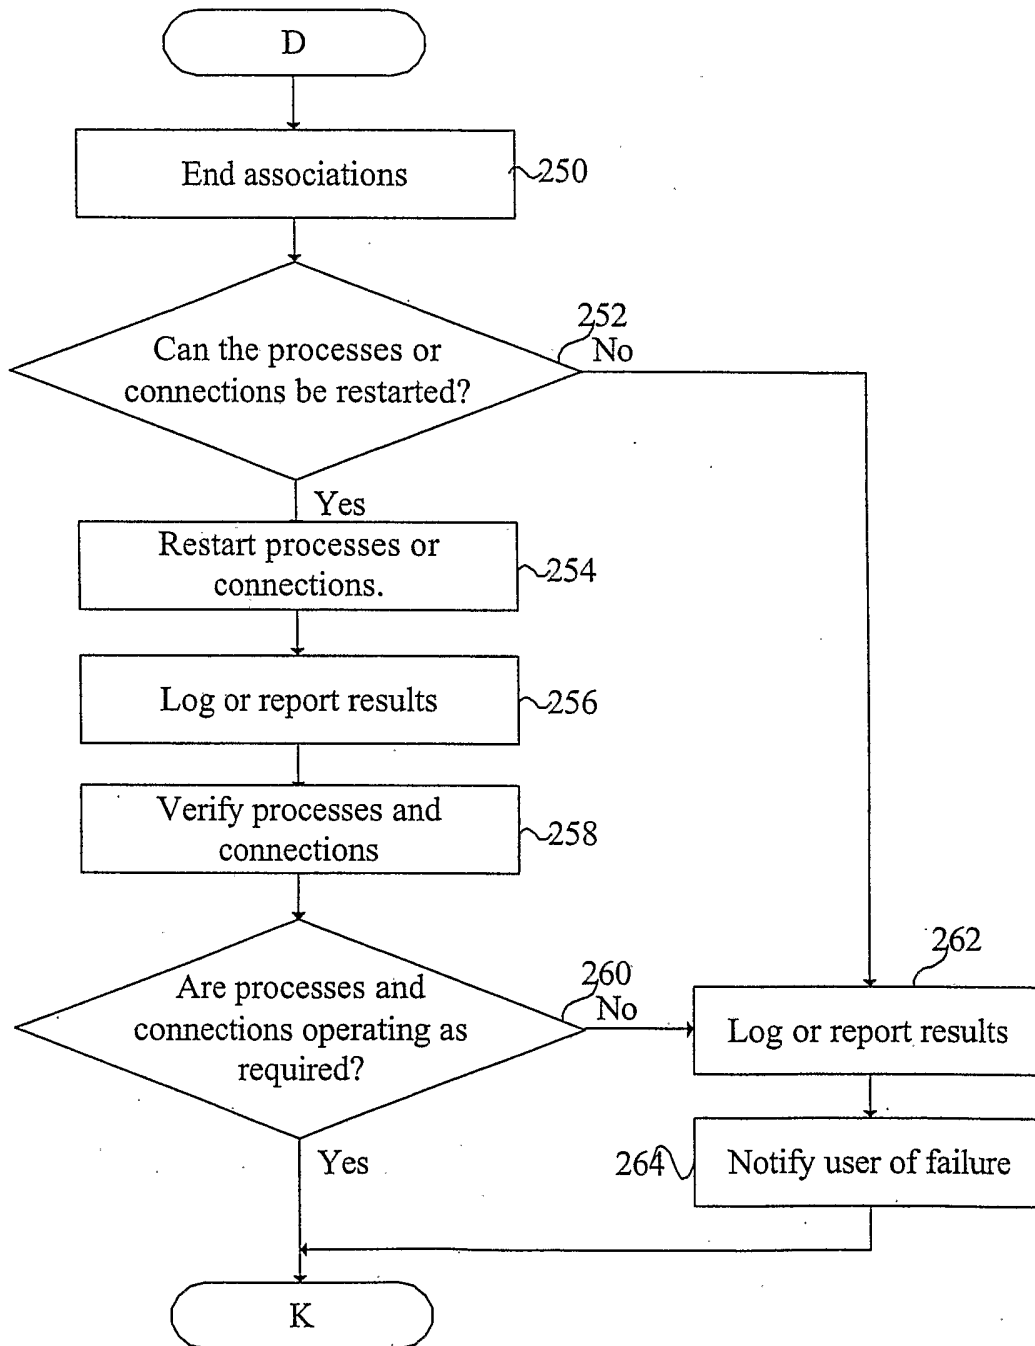 D
End associations
250
252
Can the processes or
connections be restarted?
No
Yes
Restart processes or
connections.
254
Log or report results
256
Verify processes and
connections
258
260
Are processes and
connections operating as
required?
No
Yes
262
Log or report results
264
Notify user of failure
K